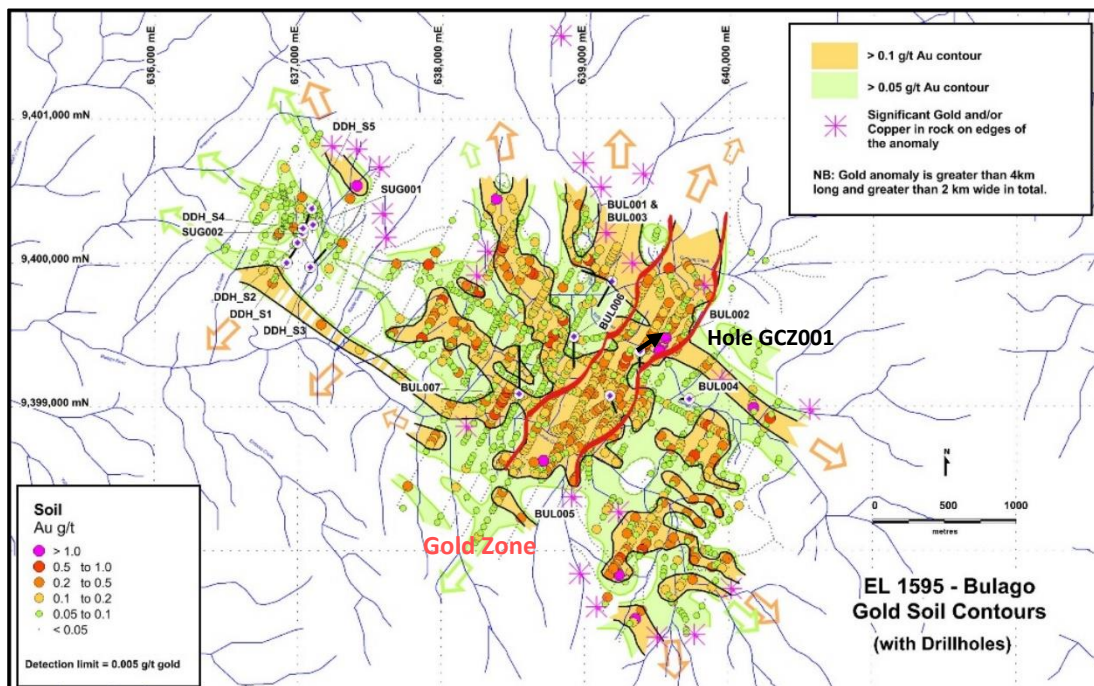 636,000 mE
637,000 mE
638,000 mE
639,000 mE
640,000 mE
> 0.1 g/t Au contour
> 0.05 g/t Au contour
Significant Gold and/or
Copper in rock on edges of
the anomaly
NB: Gold anomaly is greater than 4km
long and greater than 2 km wide in total.
9,401,000 mN
DDH_S5
SUG001
DDH_S4
SUG002
BUL001 &
BUL003
9,400,000 mN
DDH_S2
DDH_S1
DDH_S3
BUL006
BUL002
Hole GCZ001
BUL007
BUL004
9,399,000 mN
N
0 500 1000
metres
BUL005
Gold Zone
Soil
Au g/t
> 1.0
0.5 to 1.0
0.2 to 0.5
0.1 to 0.2
0.05 to 0.1
< 0.05
Detection limit = 0.005 g/t gold
EL 1595 - Bulago
Gold Soil Contours
(with Drillholes)